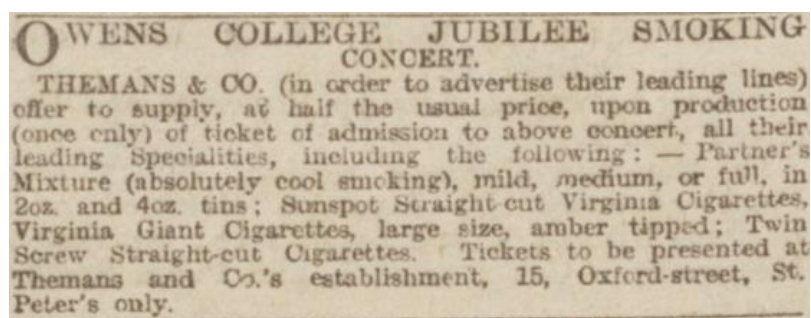 OWENS COLLEGE JUBILEE SMOKING
CONCERT.
THEMANS & CO. (in order to advertise their leading lines)
offer to supply, at half the usual price, upon production
(once only) of ticket of admission to above concert, all their
leading Specialities, including the following: — Partner's
Mixture (absolutely cool smoking), mild, medium, or full, in
2oz. and 4oz. tins; Sunspot Straight-cut Virginia Cigarettes,
Virginia Giant Cigarettes, large size, amber tipped; Twin
Screw Straight-cut Cigarettes. Tickets to be presented at
Themans and Co.'s establishment, 15, Oxford-street, St.
Peter's only.